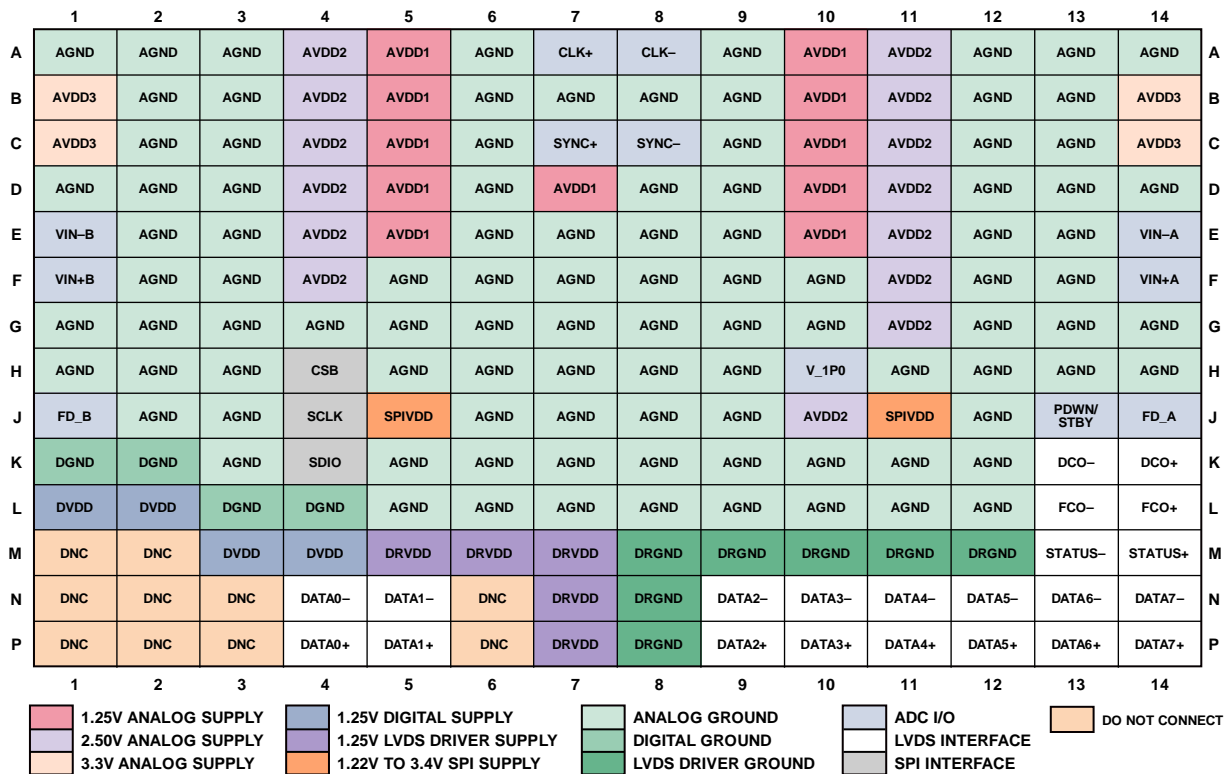 1 2 3 4 5 6 7 8 9 10 11 12 13 14
A AGND AGND AGND AVDD2 AVDD1 AGND CLK+ CLK– AGND AVDD1 AVDD2 AGND AGND AGND A
B AVDD3 AGND AGND AVDD2 AVDD1 AGND AGND AGND AGND AVDD1 AVDD2 AGND AGND AVDD3 B
C AVDD3 AGND AGND AVDD2 AVDD1 AGND SYNC+ SYNC– AGND AVDD1 AVDD2 AGND AGND AVDD3 C
D AGND AGND AGND AVDD2 AVDD1 AGND AVDD1 AGND AGND AVDD1 AVDD2 AGND AGND AGND D
E VIN–B AGND AGND AVDD2 AVDD1 AGND AGND AGND AGND AVDD1 AVDD2 AGND AGND VIN–A E
F VIN+B AGND AGND AVDD2 AGND AGND AGND AGND AGND AGND AVDD2 AGND AGND VIN+A F
G AGND AGND AGND AGND AGND AGND AGND AGND AGND AGND AVDD2 AGND AGND AGND G
H AGND AGND AGND CSB AGND AGND AGND AGND AGND V_1P0 AGND AGND AGND AGND H
J FD_B AGND AGND SCLK SPIVDD AGND AGND AGND AGND AVDD2 SPIVDD AGND PDWN/
STBY FD_A J
K DGND DGND AGND SDIO AGND AGND AGND AGND AGND AGND AGND AGND DCO– DCO+ K
L DVDD DVDD DGND DGND AGND AGND AGND AGND AGND AGND AGND AGND FCO– FCO+ L
M DNC DNC DVDD DVDD DRVDD DRVDD DRVDD DRGND DRGND DRGND DRGND DRGND STATUS– STATUS+ M
N DNC DNC DNC DATA0– DATA1– DNC DRVDD DRGND DATA2– DATA3– DATA4– DATA5– DATA6– DATA7– N
P DNC DNC DNC DATA0+ DATA1+ DNC DRVDD DRGND DATA2+ DATA3+ DATA4+ DATA5+ DATA6+ DATA7+ P
1 2 3 4 5 6 7 8 9 10 11 12 13 14
1.25V ANALOG SUPPLY 1.25V DIGITAL SUPPLY ANALOG GROUND ADC I/O DO NOT CONNECT
2.50V ANALOG SUPPLY 1.25V LVDS DRIVER SUPPLY DIGITAL GROUND LVDS INTERFACE
3.3V ANALOG SUPPLY 1.22V TO 3.4V SPI SUPPLY LVDS DRIVER GROUND SPI INTERFACE